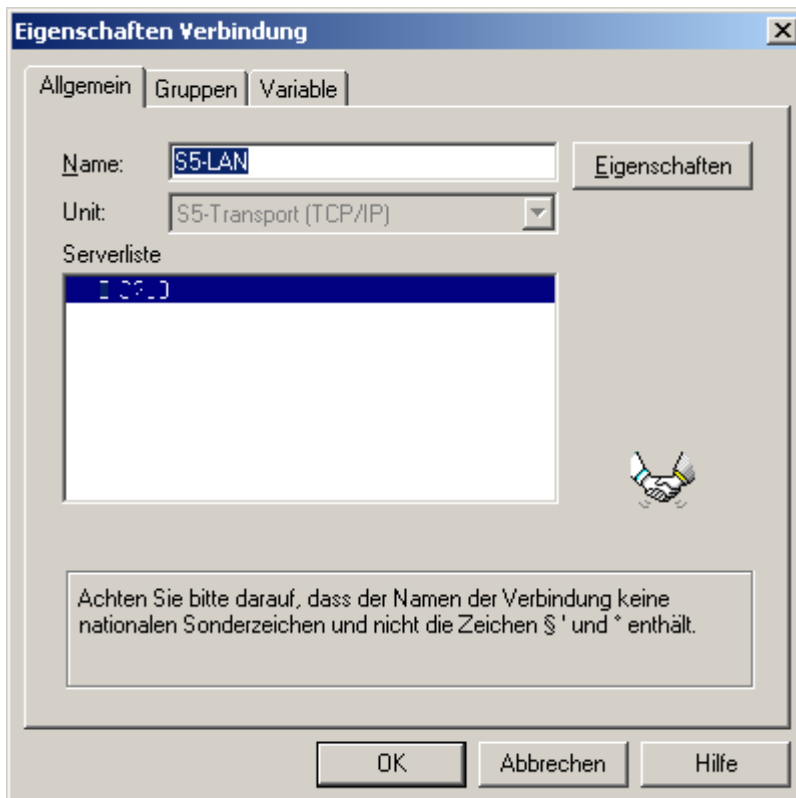 Eigenschaften Verbindung
Allgemein Gruppen Variable
Name: S5-LAN Eigenschaften
Unit: S5-Transport (TCP/IP)
Serverliste
Achten Sie bitte darauf, dass der Namen der Verbindung keine
nationalen Sonderzeichen und nicht die Zeichen § ' und ° enthält.
OK Abbrechen Hilfe